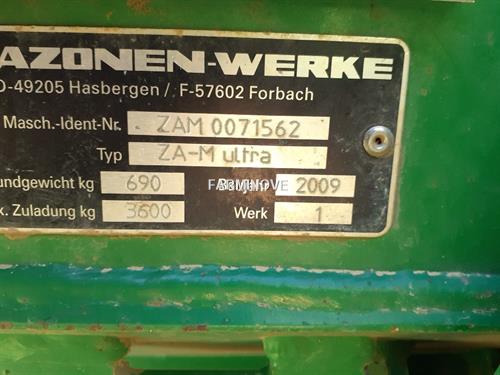 AZONEN-WERKE
D-49205 Hasbergen / F-57602 Forbach
Masch.-Ident-Nr. ZAM 0071562
Typ ZA-M ultra
undgewicht kg 690 Baujahr 2009
x. Zuladung kg 3600 Werk 1
FARMINOVE